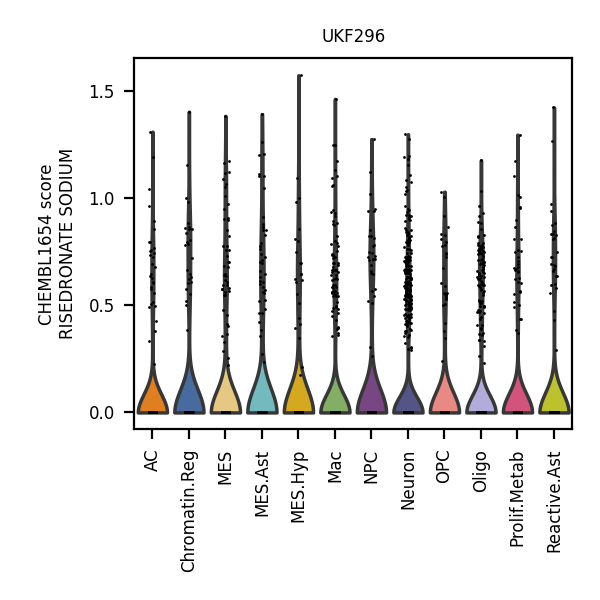 UKF296
CHEMBL1654 score
RISEDRONATE SODIUM
1.5
1.0
0.5
0.0
AC
Chromatin.Reg
MES
MES.Ast
MES.Hyp
Mac
NPC
Neuron
OPC
Oligo
Prolif.Metab
Reactive.Ast